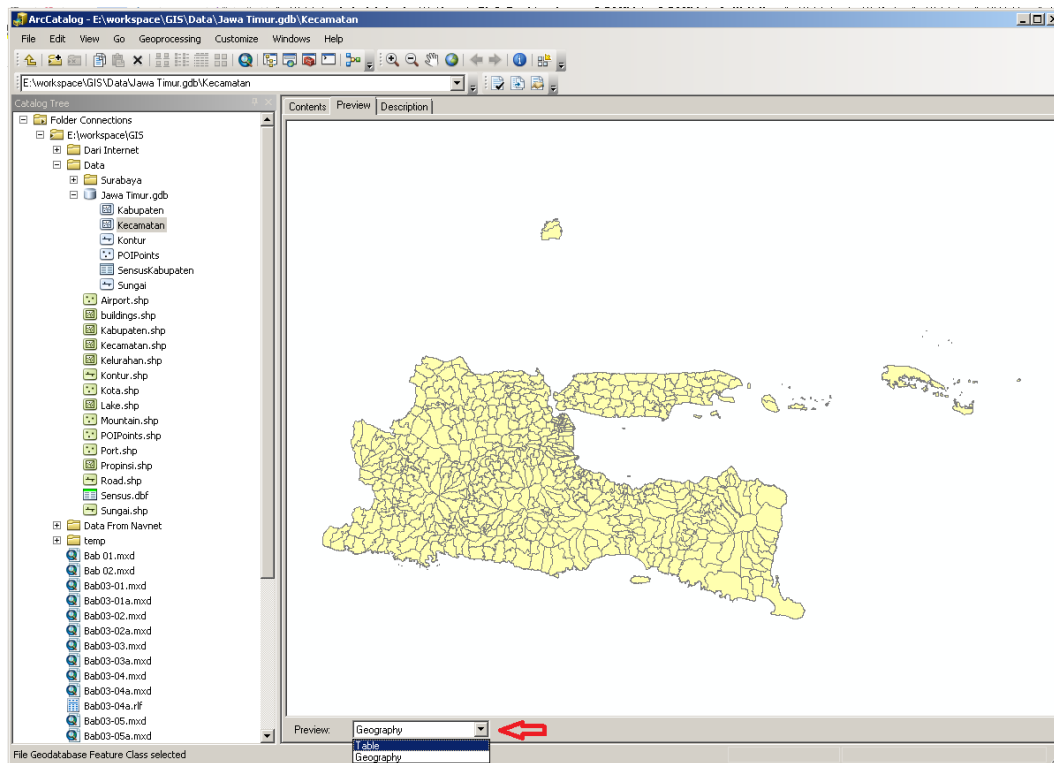 ArcCatalog - E:\workspace\GIS\Data\Jawa Timur.gdb\Kecamatan
File Edit View Go Geoprocessing Customize Windows Help
E:\workspace\GIS\Data\Jawa Timur.gdb\Kecamatan
Catalog Tree
Contents Preview Description
Folder Connections
E:\workspace\GIS
Dari Internet
Data
Surabaya
Jawa Timur.gdb
Kabupaten
Kecamatan
Kontur
POIPoints
SensusKabupaten
Sungai
Airport.shp
buildings.shp
Kabupaten.shp
Kecamatan.shp
Kelurahan.shp
Kontur.shp
Kota.shp
Lake.shp
Mountain.shp
POIPoints.shp
Port.shp
Propinsi.shp
Road.shp
Sensus.dbf
Sungai.shp
Data From Navnet
temp
Bab 01.mxd
Bab 02.mxd
Bab03-01.mxd
Bab03-01a.mxd
Bab03-02.mxd
Bab03-02a.mxd
Bab03-03.mxd
Bab03-03a.mxd
Bab03-04.mxd
Bab03-04a.mxd
Bab03-04a.rlf
Bab03-05.mxd
Bab03-05a.mxd
Preview: Geography
Table
Geography
File Geodatabase Feature Class selected